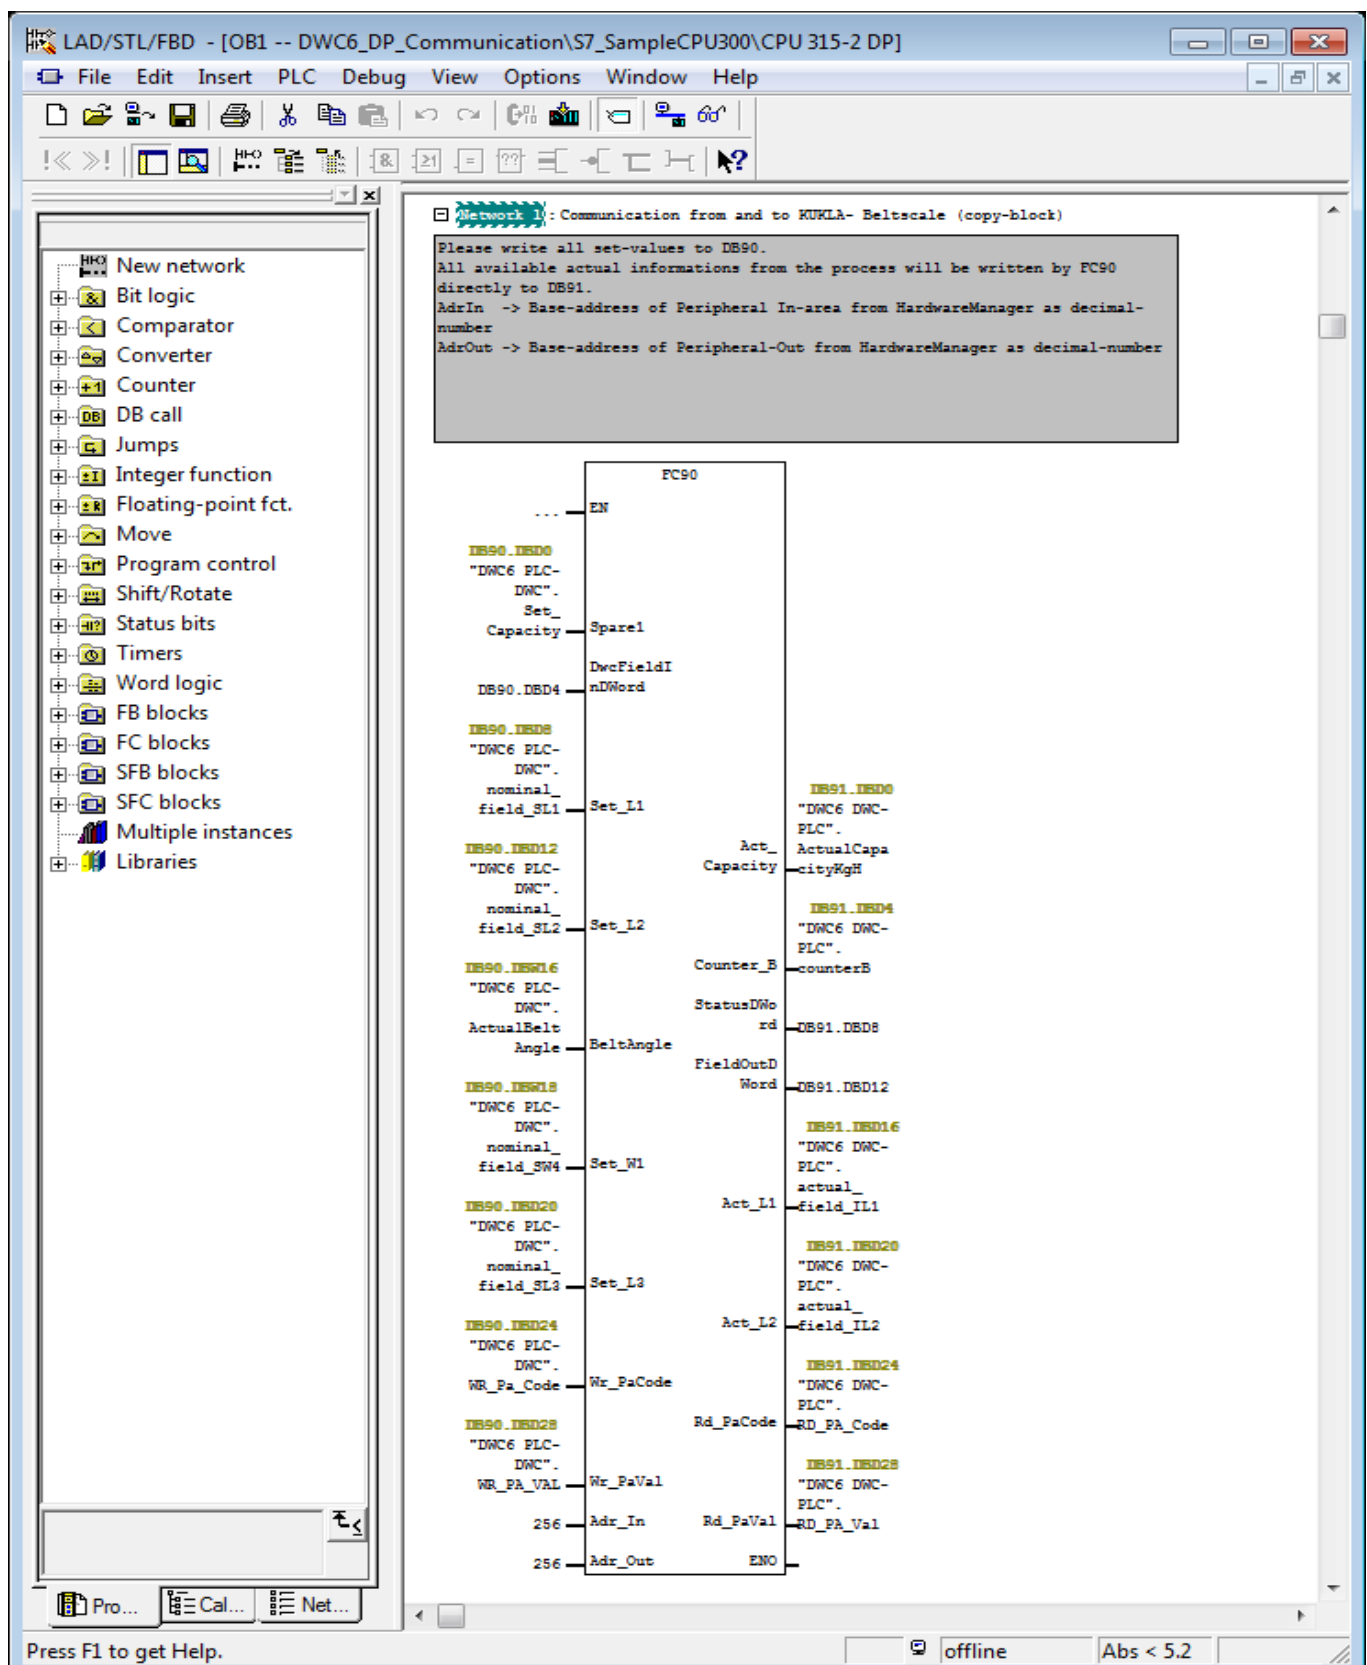 LAD/STL/FBD - [OB1 -- DWC6_DP_Communication\S7_SampleCPU300\CPU 315-2 DP]
File Edit Insert PLC Debug View Options Window Help
New network
Bit logic
Comparator
Converter
Counter
DB call
Jumps
Integer function
Floating-point fct.
Move
Program control
Shift/Rotate
Status bits
Timers
Word logic
FB blocks
FC blocks
SFB blocks
SFC blocks
Multiple instances
Libraries
Pro... Cal... Net...
Network 1: Communication from and to KUKLA- Beltscale (copy-block)
Please write all set-values to DB90.
All available actual informations from the process will be written by FC90
directly to DB91.
AdrIn -> Base-address of Peripheral In-area from HardwareManager as decimal-
number
AdrOut -> Base-address of Peripheral-Out from HardwareManager as decimal-number
FC90
... EN
DB90.DBD0
"DWC6 PLC-
DWC".
Set_
Capacity Spare1
DwcFieldI
DB90.DBD4 nDWord
DB90.DBD8
"DWC6 PLC-
DWC".
nominal_
field_SL1 Set_L1
DB90.DBD12
"DWC6 PLC-
DWC".
nominal_
field_SL2 Set_L2
DB90.DBW16
"DWC6 PLC-
DWC".
ActualBelt
Angle BeltAngle
DB90.DBW18
"DWC6 PLC-
DWC".
nominal_
field_SW4 Set_W1
DB90.DBD20
"DWC6 PLC-
DWC".
nominal_
field_SL3 Set_L3
DB90.DBD24
"DWC6 PLC-
DWC".
WR_Pa_Code Wr_PaCode
DB90.DBD28
"DWC6 PLC-
DWC".
WR_PA_VAL Wr_PaVal
256 Adr_In
256 Adr_Out
DB91.DBD0
"DWC6 DWC-
PLC".
Act_ ActualCapa
Capacity cityKgH
DB91.DBD4
"DWC6 DWC-
PLC".
Counter_B counterB
StatusDWo
rd DB91.DBD8
FieldOutD
Word DB91.DBD12
DB91.DBD16
"DWC6 DWC-
PLC".
actual_
Act_L1 field_IL1
DB91.DBD20
"DWC6 DWC-
PLC".
actual_
Act_L2 field_IL2
DB91.DBD24
"DWC6 DWC-
PLC".
Rd_PaCode RD_PA_Code
DB91.DBD28
"DWC6 DWC-
PLC".
Rd_PaVal RD_PA_Val
ENO
Press F1 to get Help. offline Abs < 5.2